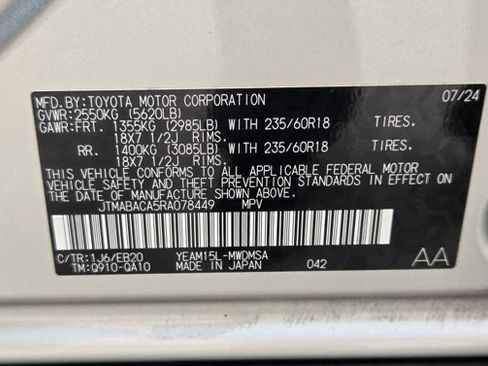 MFD.BY:TOYOTA MOTOR CORPORATION 07/24
GVWR:2550KG (5620LB)
GAWR:FRT. 1355KG (2985LB) WITH 235/60R18 TIRES.
18X7 1/2J RIMS.
RR. 1400KG (3085LB) WITH 235/60R18 TIRES.
18X7 1/2J RIMS.
THIS VEHICLE CONFORMS TO ALL APPLICABLE FEDERAL MOTOR
VEHICLE SAFETY AND THEFT PREVENTION STANDARDS IN EFFECT ON
THE DATE OF MANUFACTURE SHOWN ABOVE.
JTMABACA5RA078449 MPV
C/TR:1J6/EB20 YEAM15L-MWDMSA AA
TM:Q910-QA10 MADE IN JAPAN 042